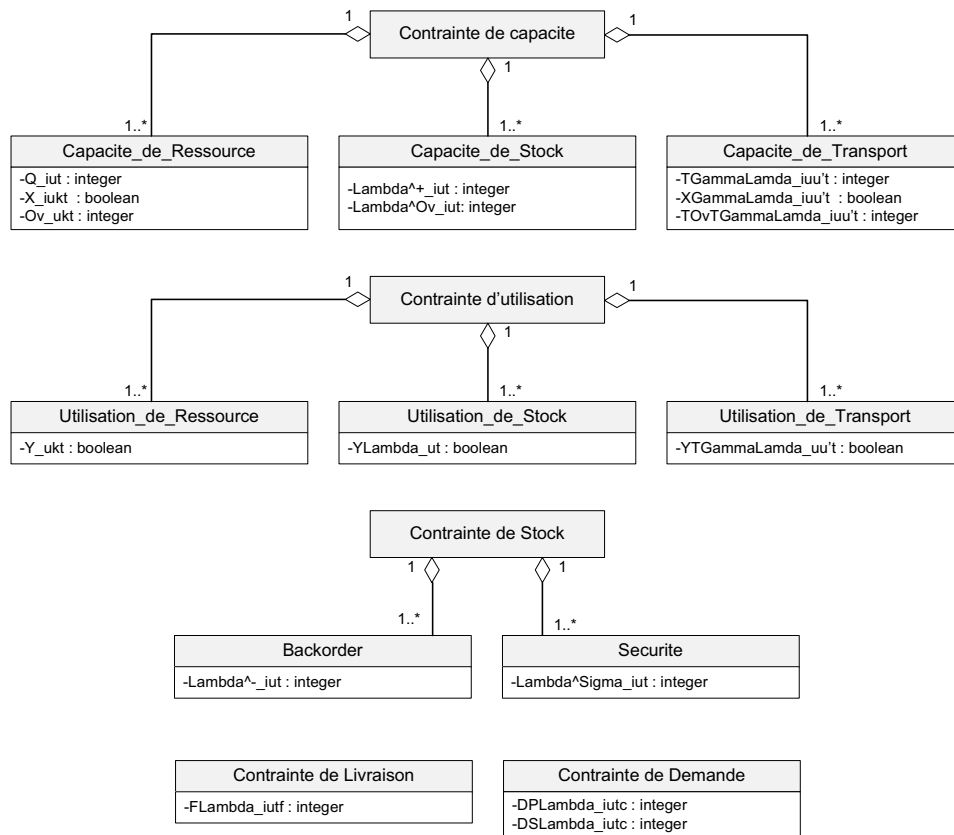 1
Contrainte de capacite
1
1
1..*
1..*
1..*
Capacite_de_Ressource
-Q_iut : integer
-X_iukt : boolean
-Ov_ukt : integer
Capacite_de_Stock
-Lambda^+_iut : integer
-Lambda^Ov_iut: integer
Capacite_de_Transport
-TGammaLamda_iuu't : integer
-XGammaLamda_iuu't : boolean
-TOvTGammaLamda_iuu't : integer
1
Contrainte d'utilisation
1
1
1..*
1..*
1..*
Utilisation_de_Ressource
-Y_ukt : boolean
Utilisation_de_Stock
-YLambda_ut : boolean
Utilisation_de_Transport
-YTGammaLamda_uu't : boolean
Contrainte de Stock
1
1
1..*
1..*
Backorder
-Lambda^-_iut : integer
Securite
-Lambda^Sigma_iut : integer
Contrainte de Livraison
-FLambda_iutf : integer
Contrainte de Demande
-DPLambda_iutc : integer
-DSLambda_iutc : integer